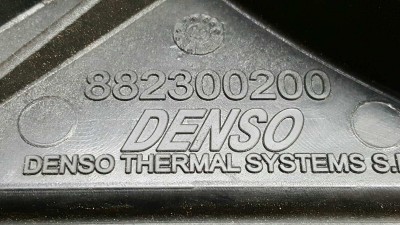 882300200
DENSO
DENSO THERMAL SYSTEMS S.